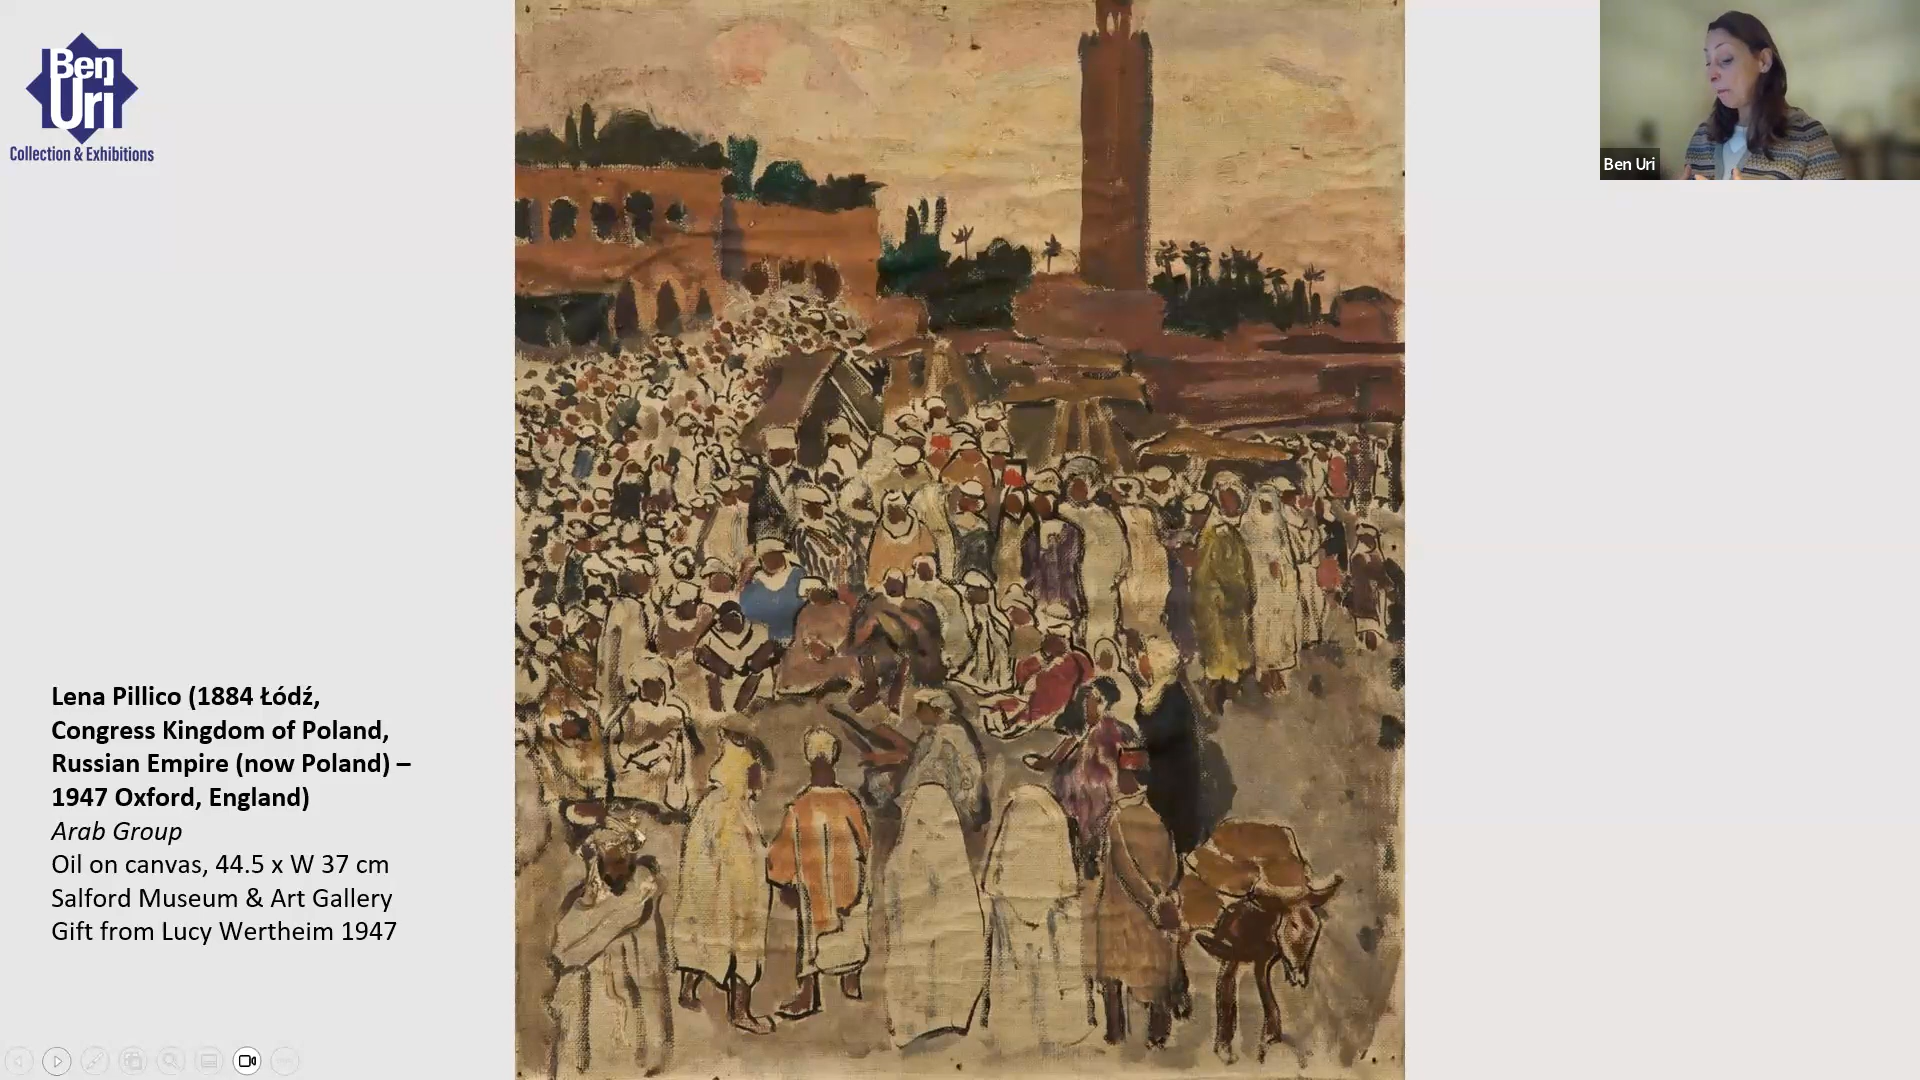 Ben
Uri
Collection & Exhibitions
Ben Uri
Lena Pillico (1884 Łódź,
Congress Kingdom of Poland,
Russian Empire (now Poland) –
1947 Oxford, England)
Arab Group
Oil on canvas, 44.5 x W 37 cm
Salford Museum & Art Gallery
Gift from Lucy Wertheim 1947